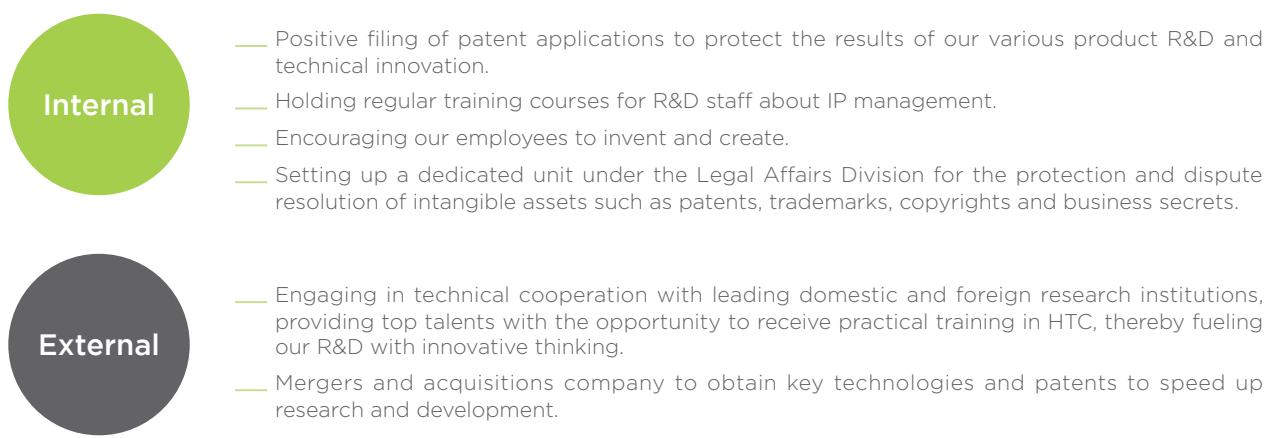 Internal
Positive filing of patent applications to protect the results of our various product R&D and
technical innovation.
Holding regular training courses for R&D staff about IP management.
Encouraging our employees to invent and create.
Setting up a dedicated unit under the Legal Affairs Division for the protection and dispute
resolution of intangible assets such as patents, trademarks, copyrights and business secrets.
External
Engaging in technical cooperation with leading domestic and foreign research institutions,
providing top talents with the opportunity to receive practical training in HTC, thereby fueling
our R&D with innovative thinking.
Mergers and acquisitions company to obtain key technologies and patents to speed up
research and development.